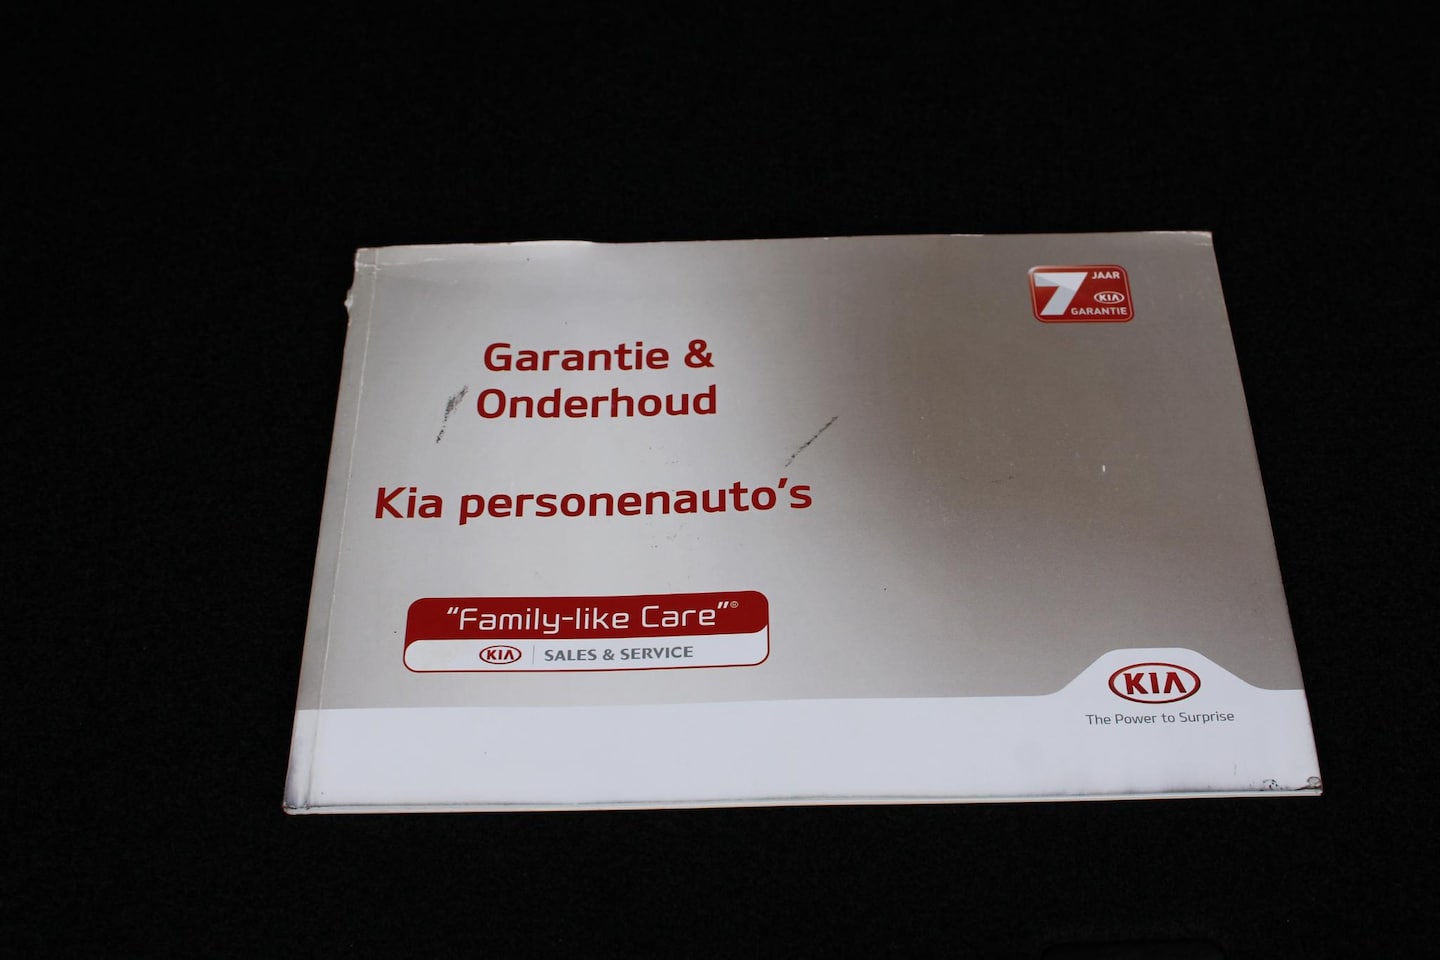 7 JAAR
KIA
GARANTIE
Garantie &
Onderhoud
Kia personenauto's
"Family-like Care"®
KIA | SALES & SERVICE
KIA
The Power to Surprise